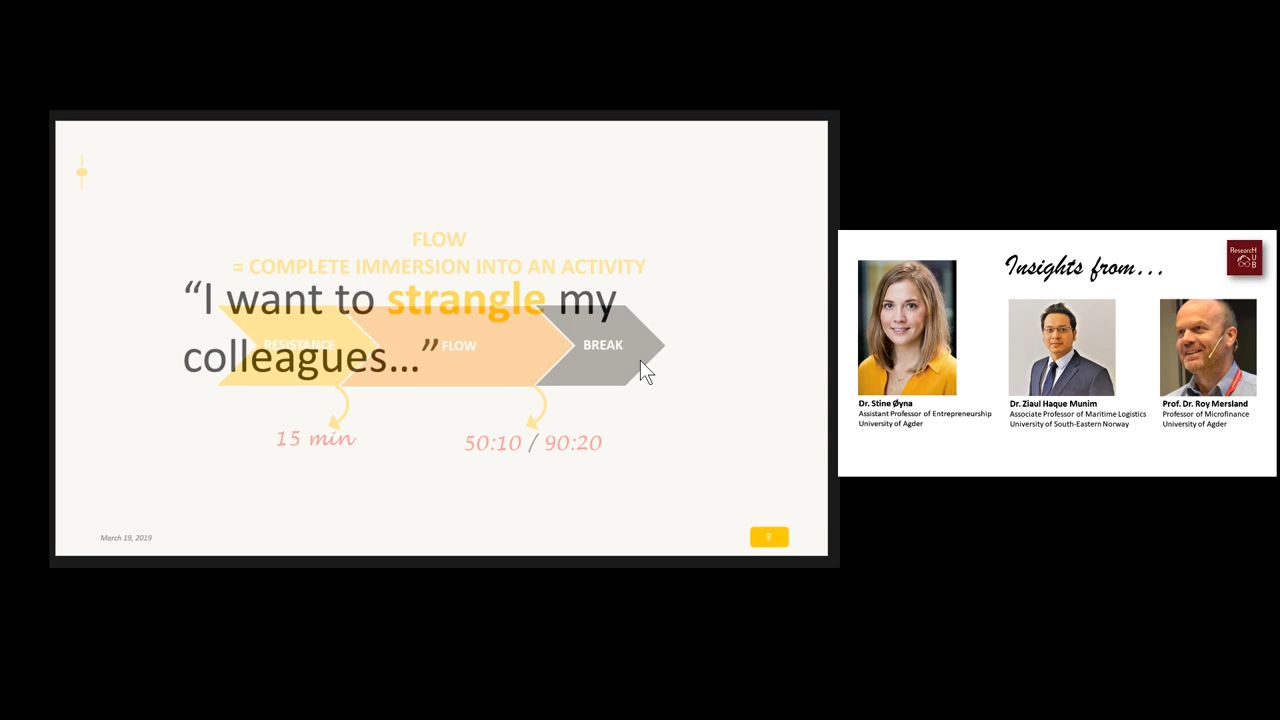 FLOW
= COMPLETE IMMERSION INTO AN ACTIVITY
“I want to strangle my
colleagues…”
RESISTANCE
FLOW
BREAK
15 min
50:10 / 90:20
March 19, 2019
Insights from...
ResearcH
U
B
Dr. Stine Øyna
Assistant Professor of Entrepreneurship
University of Agder
Dr. Ziaul Haque Munim
Associate Professor of Maritime Logistics
University of South-Eastern Norway
Prof. Dr. Roy Mersland
Professor of Microfinance
University of Agder